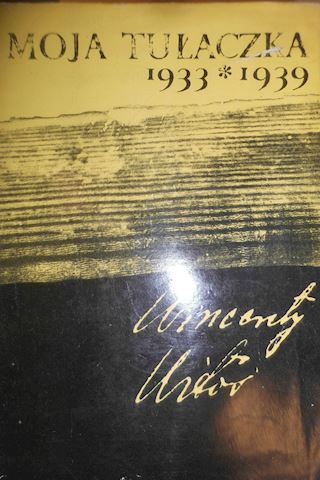 MOJA TUŁACZKA
1933*1939
Wincenty
Witos